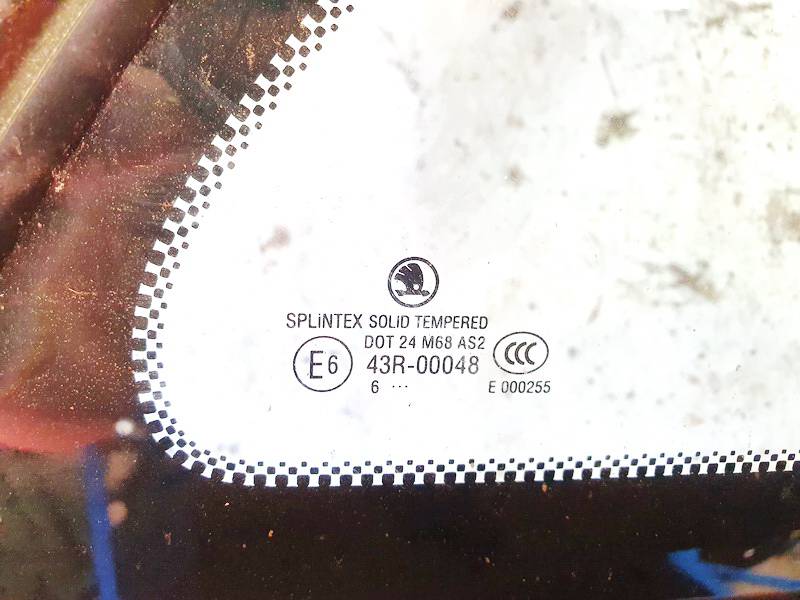 SPLiNTEX SOLID TEMPERED
DOT 24 M68 AS2
E6 43R-00048 CCC
6 ··· E 000255